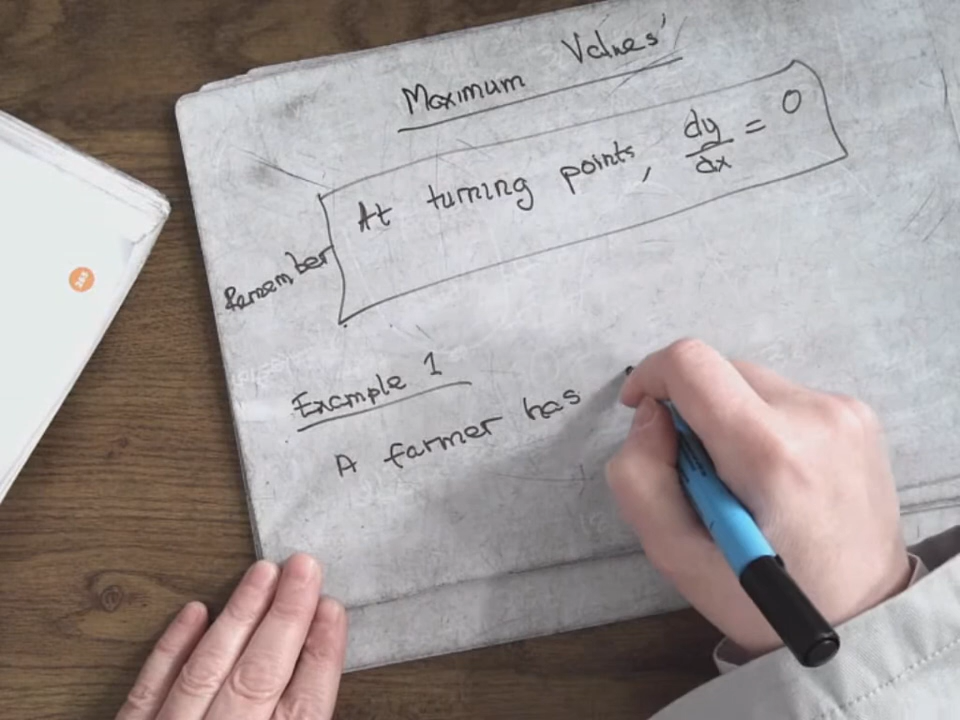 Maximum Values
Remember
At turning points, dy/dx = 0
Example 1
A farmer has